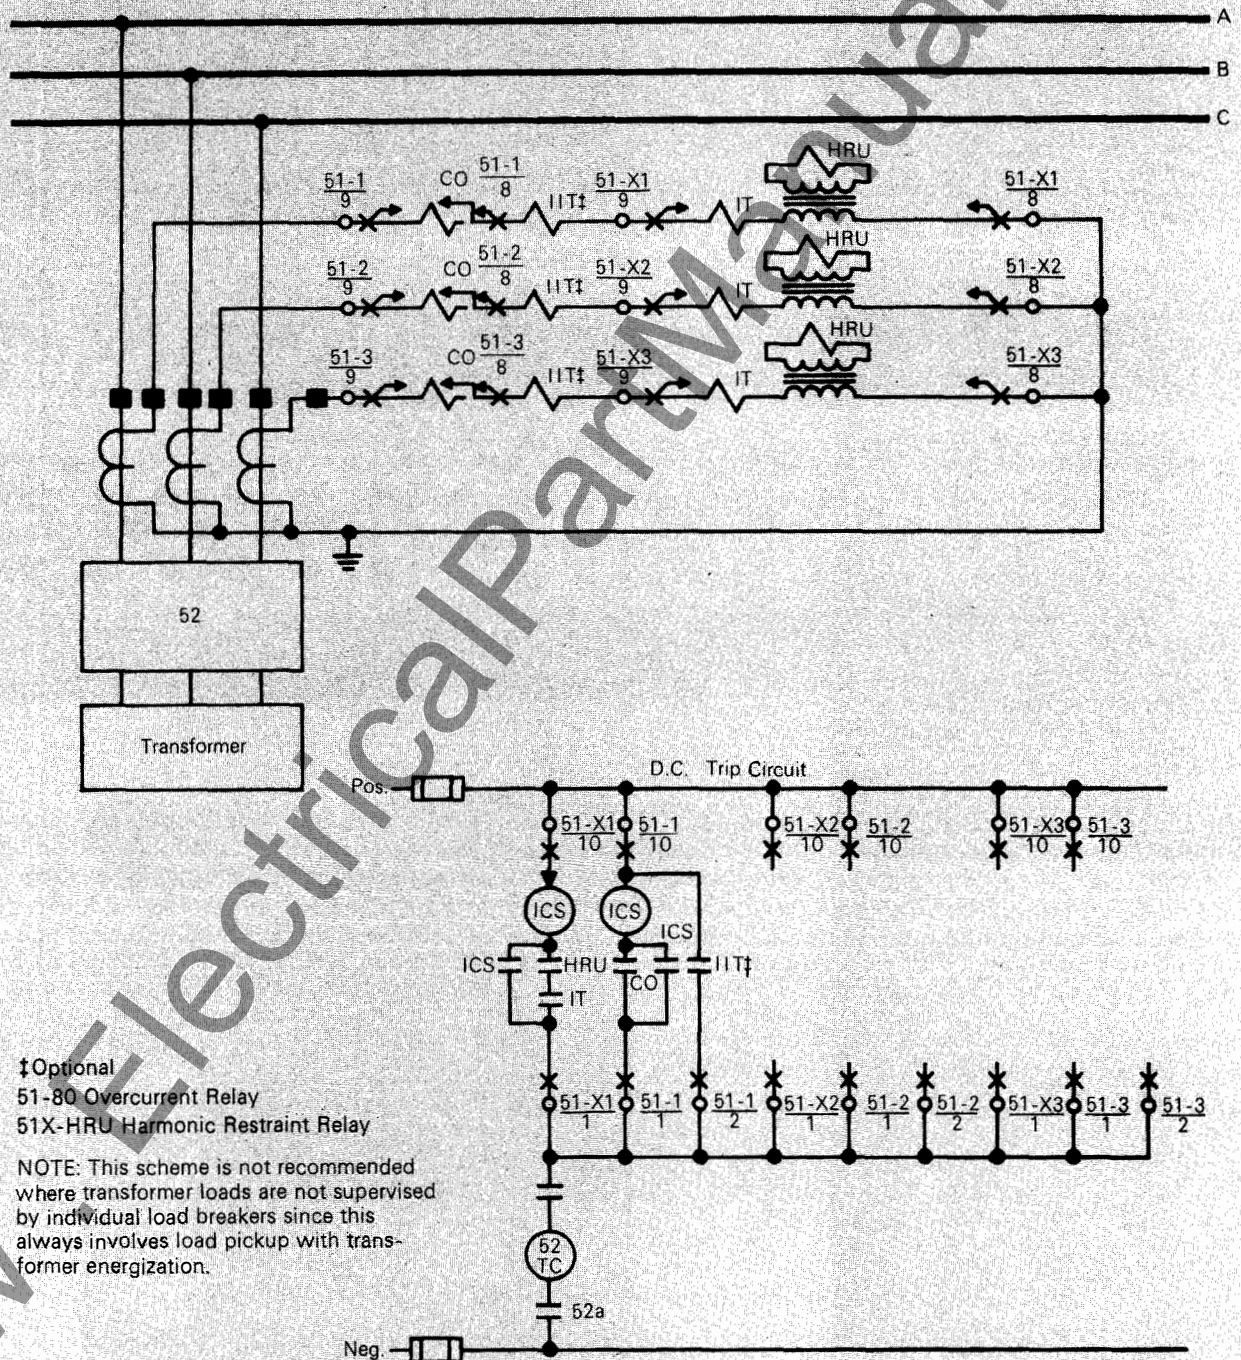 A
B
C
51-1
9
CO
51-1
8
IIT‡
51-X1
9
IT
HRU
51-X1
8
51-2
9
CO
51-2
8
IIT‡
51-X2
9
IT
HRU
51-X2
8
51-3
9
CO
51-3
8
IIT‡
51-X3
9
IT
HRU
51-X3
8
52
Transformer
D.C. Trip Circuit
Pos.
51-X1
10
51-1
10
51-X2
10
51-2
10
51-X3
10
51-3
10
ICS
ICS
ICS
ICS
HRU
CO
IIT‡
IT
51-X1
1
51-1
1
51-1
2
51-X2
1
51-2
1
51-2
2
51-X3
1
51-3
1
51-3
2
52
TC
52a
Neg.
‡Optional
51-80 Overcurrent Relay
51X-HRU Harmonic Restraint Relay
NOTE: This scheme is not recommended
where transformer loads are not supervised
by individual load breakers since this
always involves load pickup with trans-
former energization.
. ElectricalPartManua